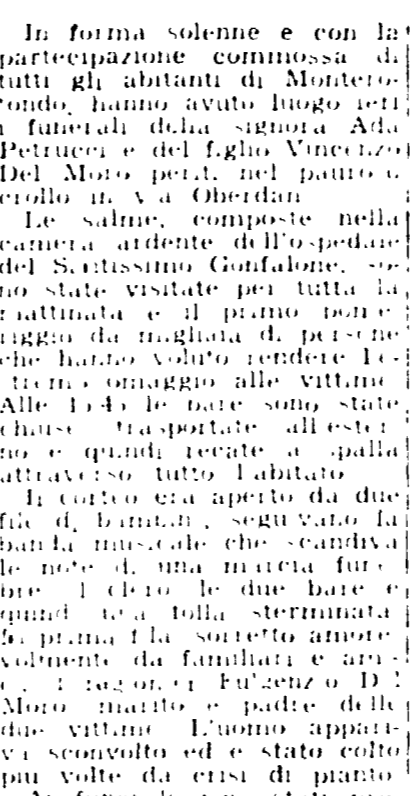 In forma solenne e con la
partecipazione commossa di
tutti gli abitanti di Montero-
tondo, hanno avuto luogo ieri
i funerali della signora Ada
Petrucci e del figlio Vincenzo
Del Moro periti nel pauroso
crollo in via Oberdan
Le salme, composte nella
camera ardente dell'ospedale
del Santissimo Gonfalone, so-
no state visitate per tutta la
mattinata e il primo pome-
riggio da migliaia di persone
che hanno voluto rendere l'e-
stremo omaggio alle vittime
Alle 15.45 le bare sono state
chiuse trasportate all'ester
no e quindi recate a spalla
attraverso tutto l'abitato
Il corteo era aperto da due
file di bambini, seguivano la
banda musicale che scandiva
le note di una marcia fune
bre il clero le due bare e
quindi una folla sterminata
In prima fila sorretto amore
volmente da familiari e ami-
ci, il ragionier Fulgenzio Del
Moro marito e padre delle
due vittime L'uomo appari-
va sconvolto ed è stato colto
più volte da crisi di pianto